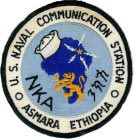 U. S. NAVAL COMMUNICATION STATION
NKA
ASMARA ETHIOPIA